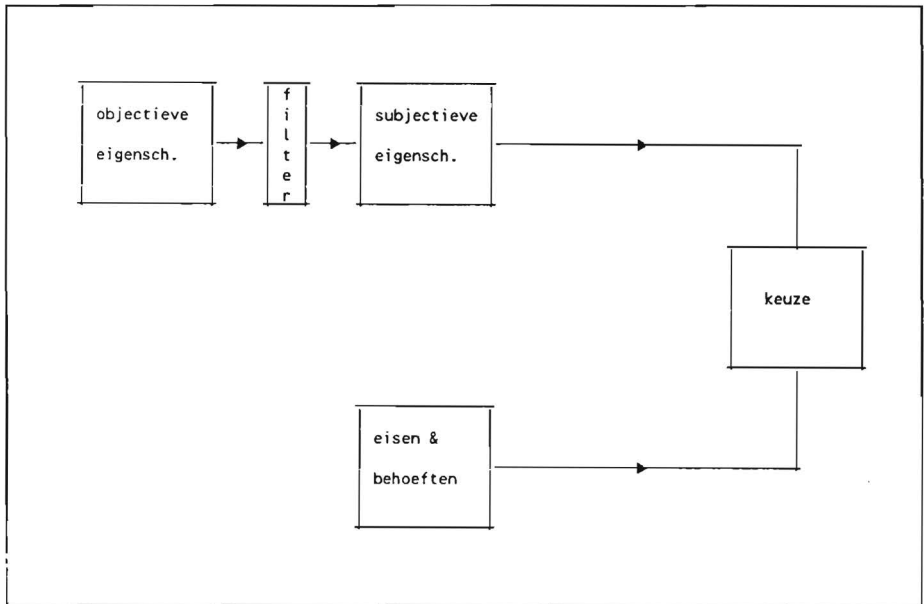 objectieve
eigensch.
f
i
l
t
e
r
subjectieve
eigensch.
keuze
eisen &
behoeften